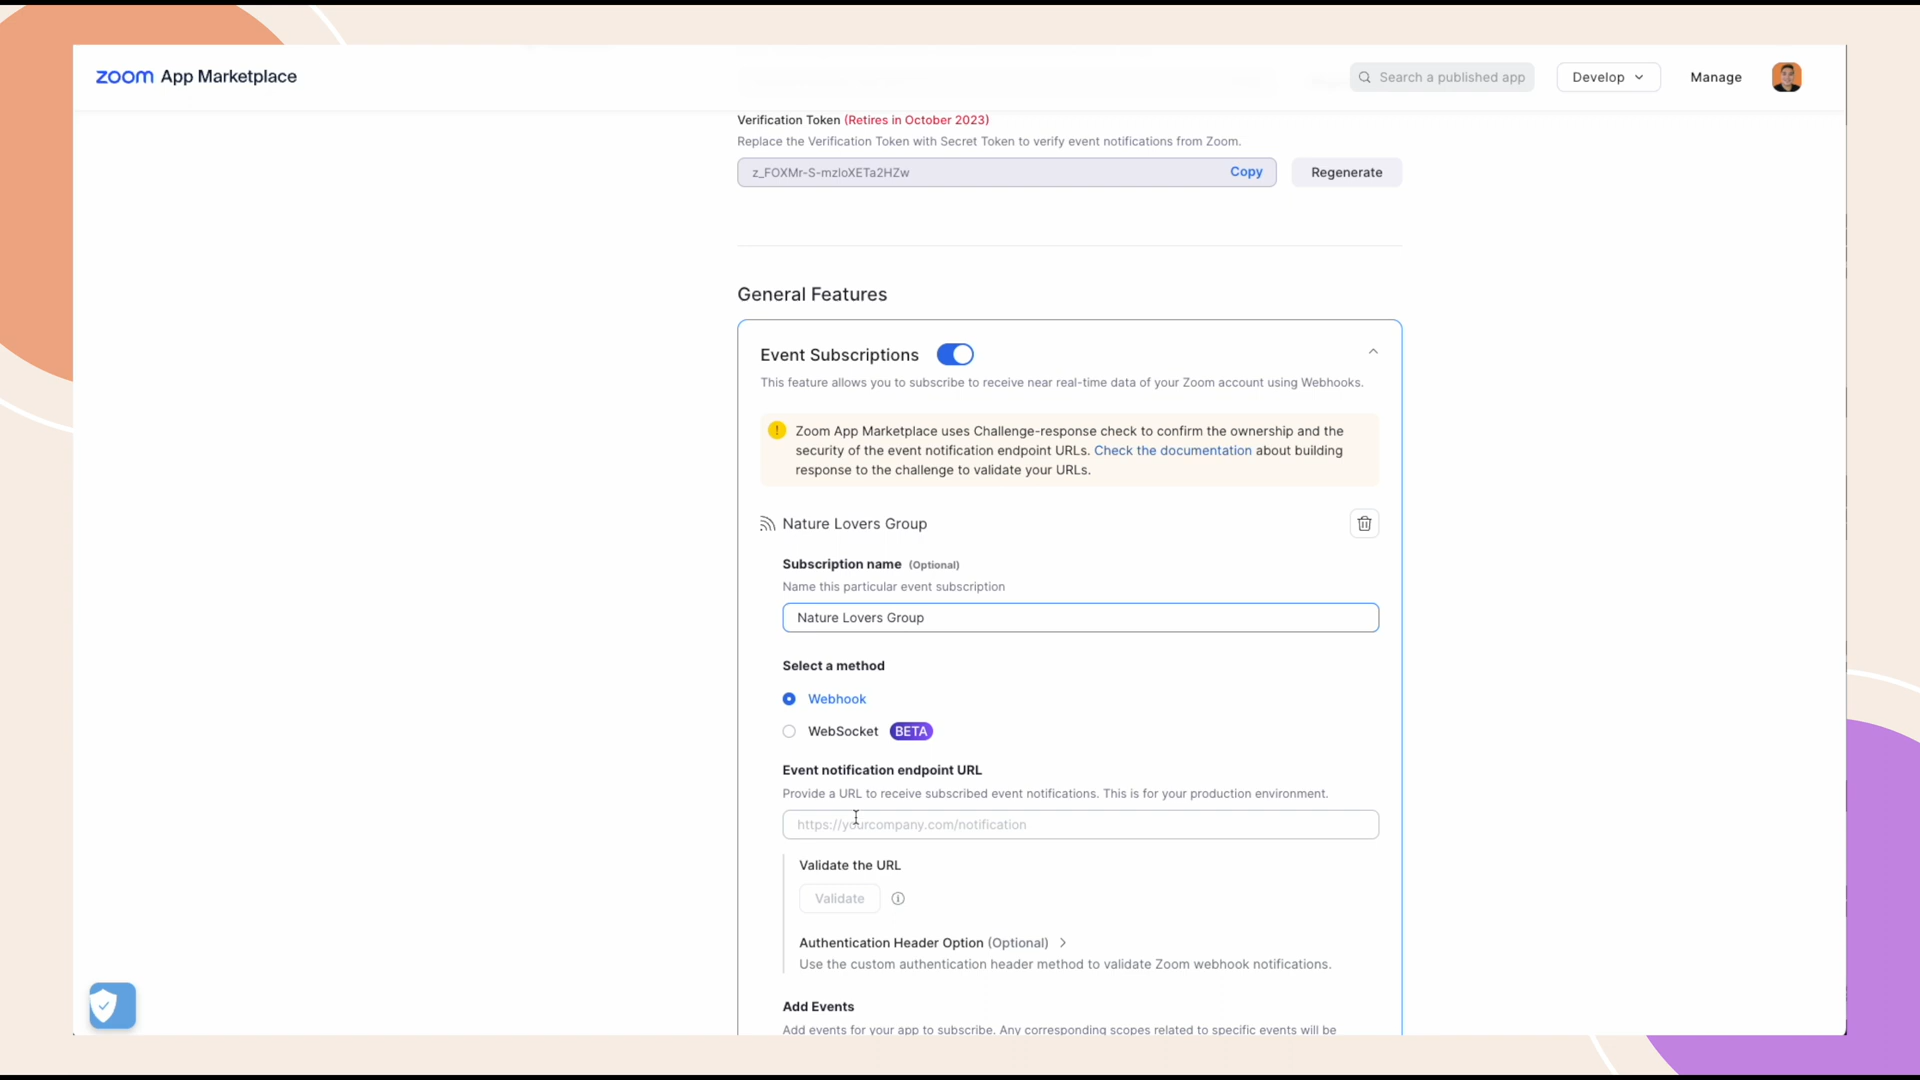 zoom App Marketplace
Search a published app
Develop
Manage
Verification Token (Retires in October 2023)
Replace the Verification Token with Secret Token to verify event notifications from Zoom.
z_FOXMr-S-mzloXETa2HZw
Copy
Regenerate
General Features
Event Subscriptions
This feature allows you to subscribe to receive near real-time data of your Zoom account using Webhooks.
Zoom App Marketplace uses Challenge-response check to confirm the ownership and the
security of the event notification endpoint URLs. Check the documentation about building
response to the challenge to validate your URLs.
Nature Lovers Group
Subscription name (Optional)
Name this particular event subscription
Nature Lovers Group
Select a method
Webhook
WebSocket BETA
Event notification endpoint URL
Provide a URL to receive subscribed event notifications. This is for your production environment.
https://yourcompany.com/notification
Validate the URL
Validate
Authentication Header Option (Optional)
Use the custom authentication header method to validate Zoom webhook notifications.
Add Events
Add events for your app to subscribe. Any corresponding scopes related to specific events will be